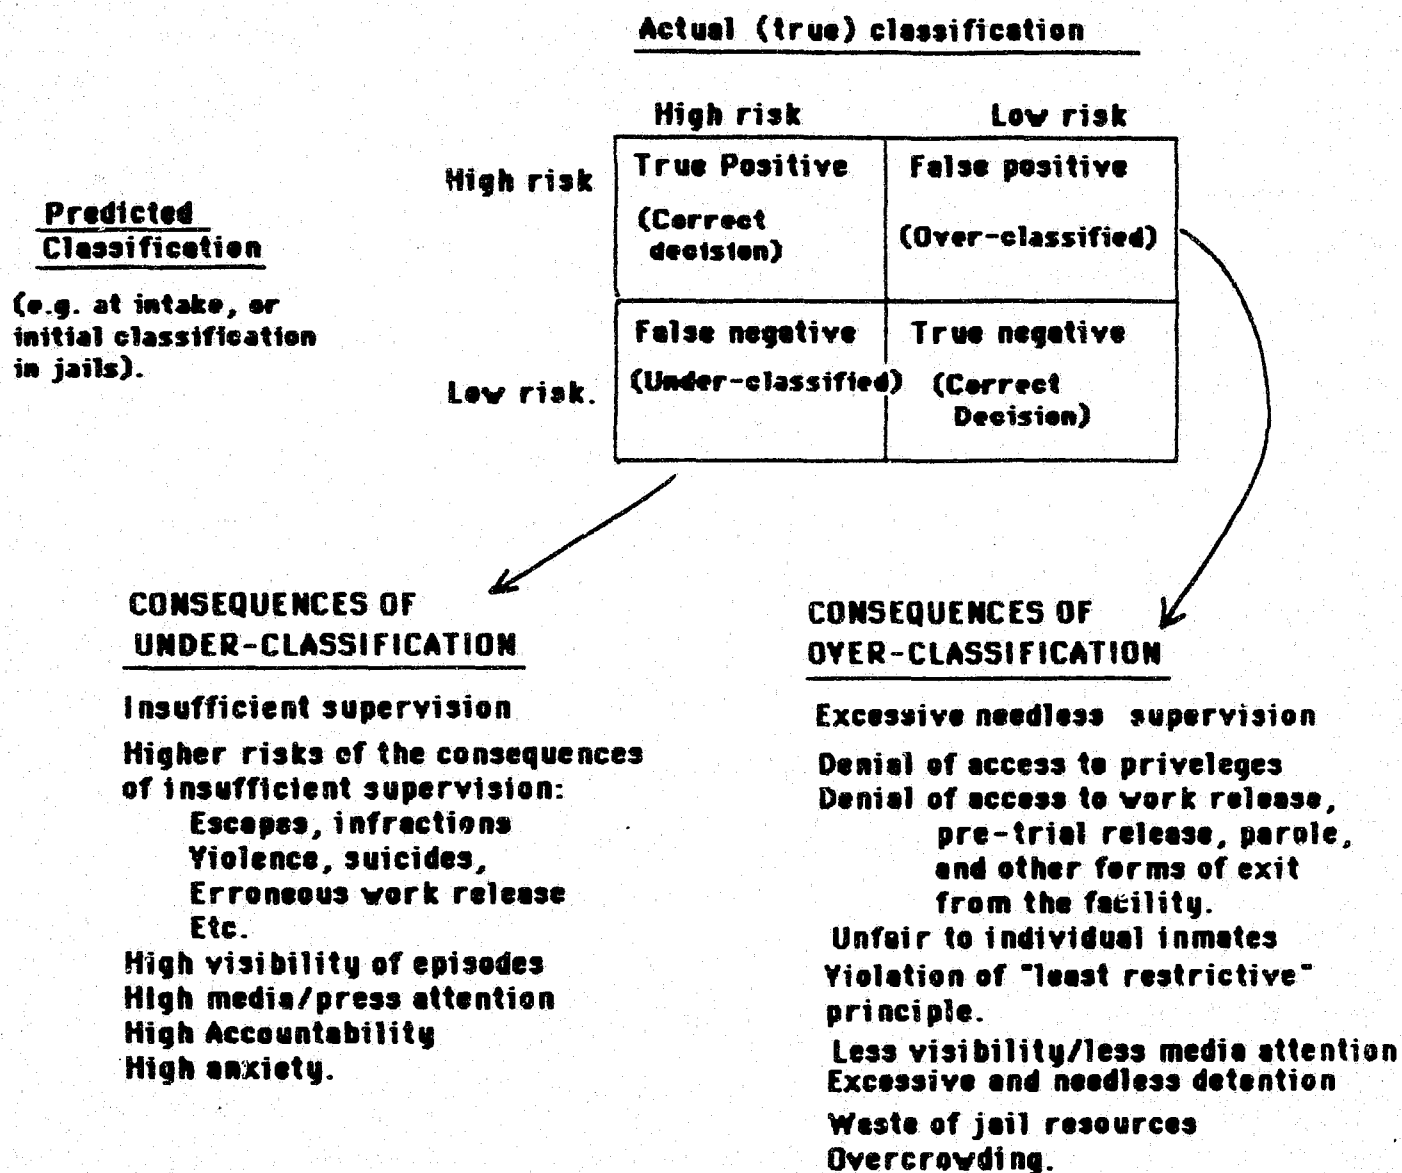 Actual (true) classification
High risk
Low risk
Predicted
Classification
(e.g. at intake, or
initial classification
in jails).
High risk
True Positive
(Correct
decision)
False positive
(Over-classified)
Low risk.
False negative
(Under-classified)
True negative
(Correct
Decision)
CONSEQUENCES OF
UNDER-CLASSIFICATION
Insufficient supervision
Higher risks of the consequences
of insufficient supervision:
Escapes, infractions
Violence, suicides,
Erroneous work release
Etc.
High visibility of episodes
High media/press attention
High Accountability
High anxiety.
CONSEQUENCES OF
OVER-CLASSIFICATION
Excessive needless supervision
Denial of access to priveleges
Denial of access to work release,
pre-trial release, parole,
and other forms of exit
from the facility.
Unfair to individual inmates
Violation of "least restrictive"
principle.
Less visibility/less media attention
Excessive and needless detention
Waste of jail resources
Overcrowding.